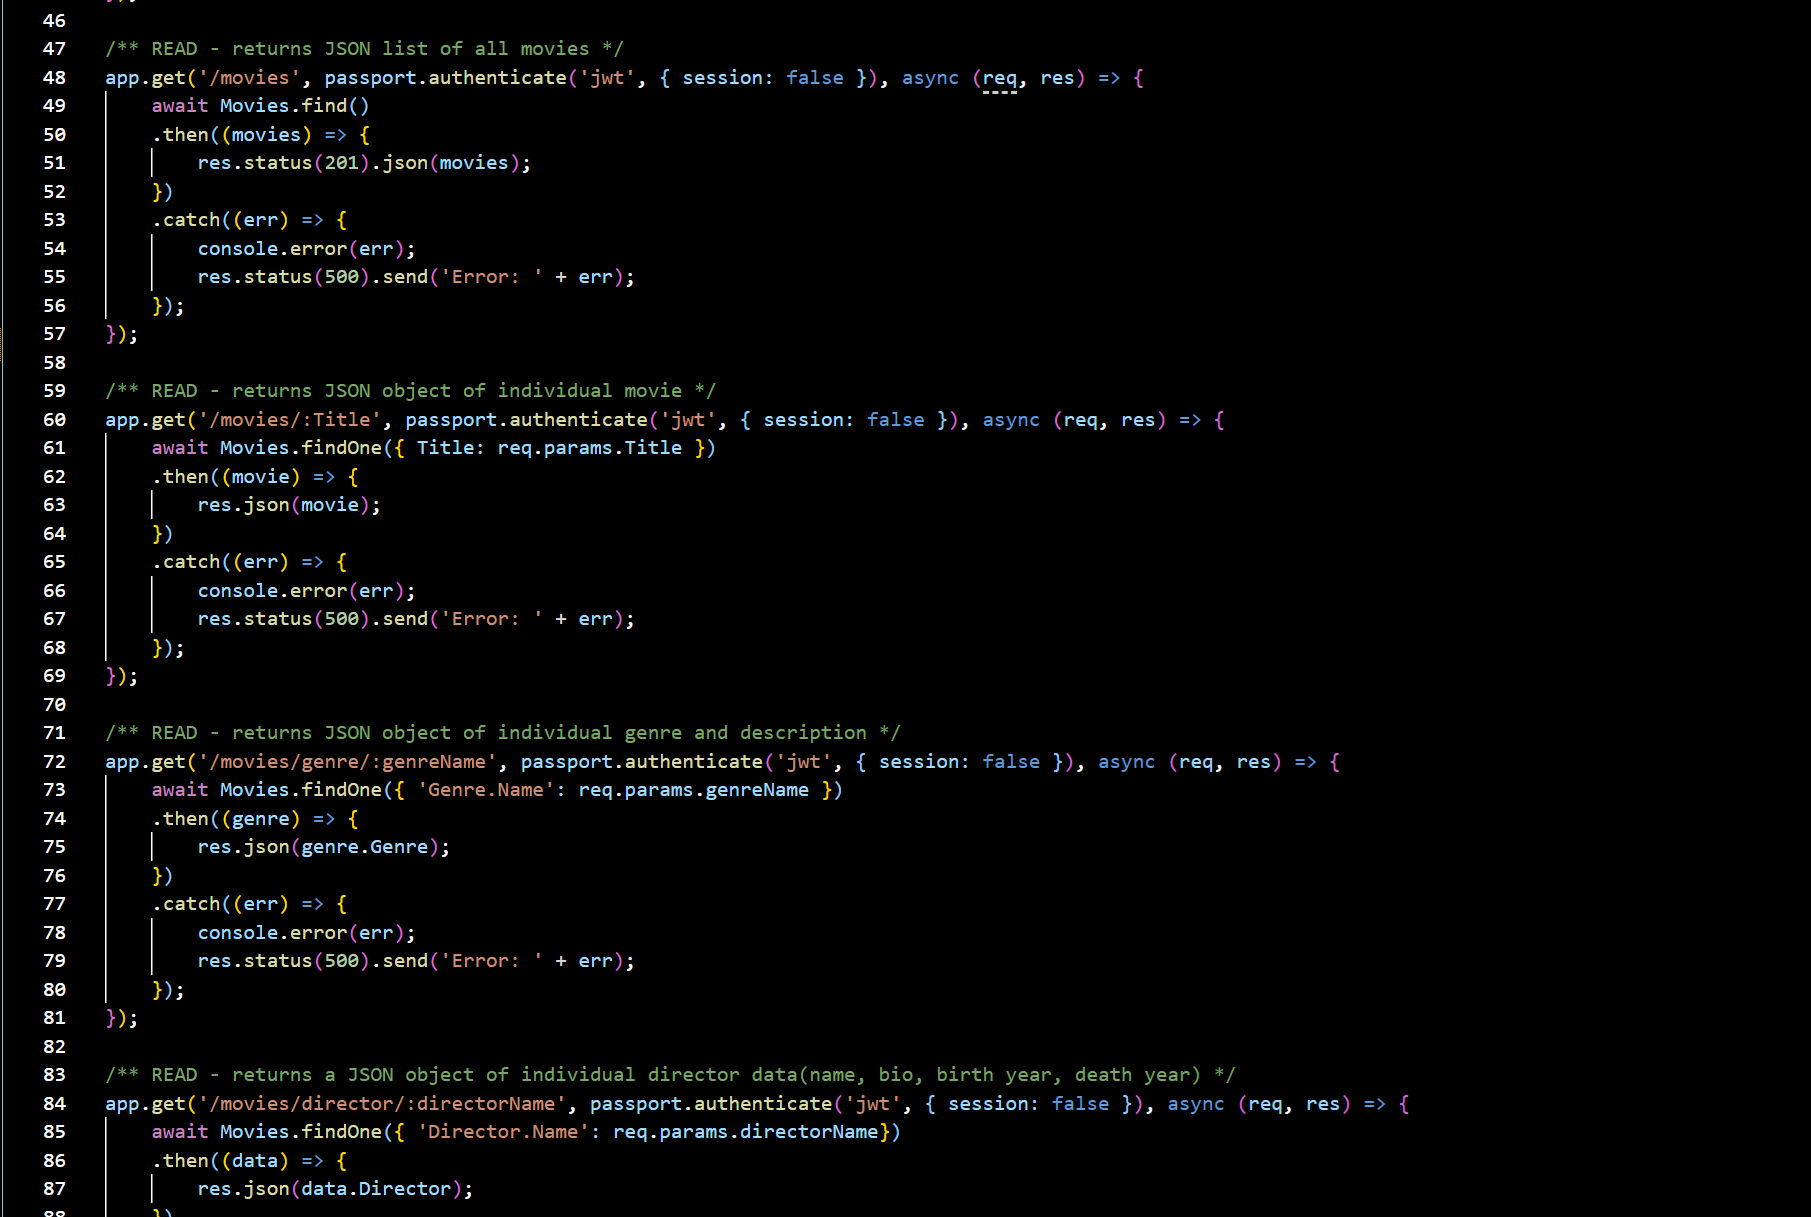 46
47 /** READ - returns JSON list of all movies */
48 app.get('/movies', passport.authenticate('jwt', { session: false }), async (req, res) => {
49     await Movies.find()
50     .then((movies) => {
51         res.status(201).json(movies);
52     })
53     .catch((err) => {
54         console.error(err);
55         res.status(500).send('Error: ' + err);
56     });
57 });
58
59 /** READ - returns JSON object of individual movie */
60 app.get('/movies/:Title', passport.authenticate('jwt', { session: false }), async (req, res) => {
61     await Movies.findOne({ Title: req.params.Title })
62     .then((movie) => {
63         res.json(movie);
64     })
65     .catch((err) => {
66         console.error(err);
67         res.status(500).send('Error: ' + err);
68     });
69 });
70
71 /** READ - returns JSON object of individual genre and description */
72 app.get('/movies/genre/:genreName', passport.authenticate('jwt', { session: false }), async (req, res) => {
73     await Movies.findOne({ 'Genre.Name': req.params.genreName })
74     .then((genre) => {
75         res.json(genre.Genre);
76     })
77     .catch((err) => {
78         console.error(err);
79         res.status(500).send('Error: ' + err);
80     });
81 });
82
83 /** READ - returns a JSON object of individual director data(name, bio, birth year, death year) */
84 app.get('/movies/director/:directorName', passport.authenticate('jwt', { session: false }), async (req, res) => {
85     await Movies.findOne({ 'Director.Name': req.params.directorName})
86     .then((data) => {
87         res.json(data.Director);
88     })